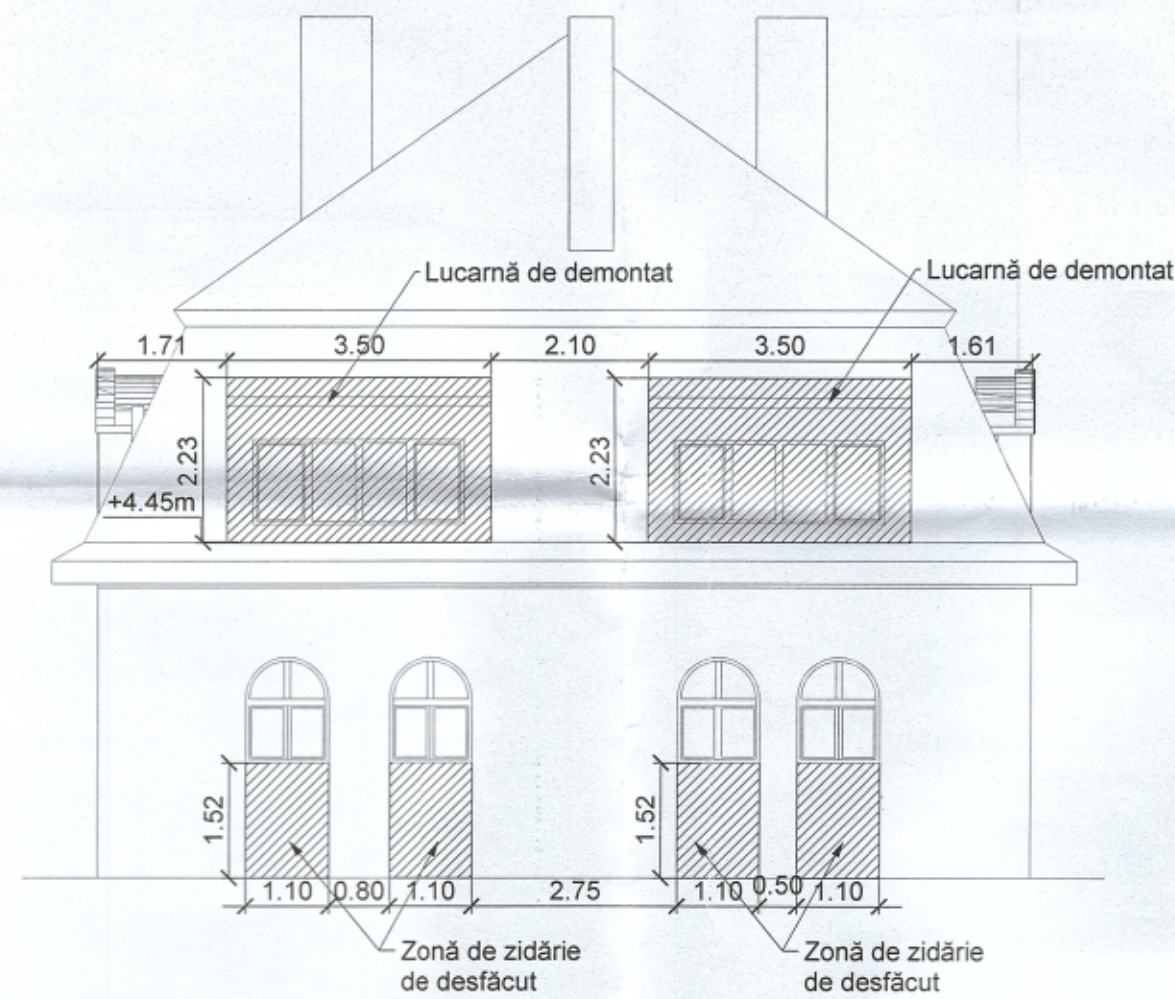 Lucarnă de demontat
Lucarnă de demontat
1.71
3.50
2.10
3.50
1.61
2.23
2.23
+4.45m
1.52
1.52
1.10
0.80
1.10
2.75
1.10
0.50
1.10
Zonă de zidărie
de desfăcut
Zonă de zidărie
de desfăcut